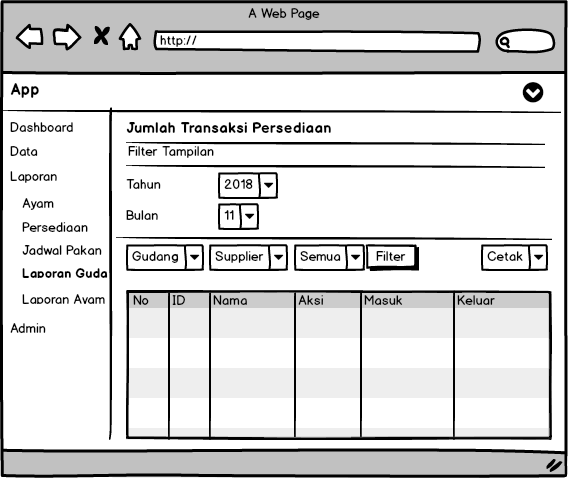 A Web Page
http://
App
Dashboard
Data
Laporan
Ayam
Persediaan
Jadwal Pakan
Laporan Guda
Laporan Ayam
Admin
Jumlah Transaksi Persediaan
Filter Tampilan
Tahun 2018
Bulan 11
Gudang Supplier Semua Filter Cetak
No ID Nama Aksi Masuk Keluar